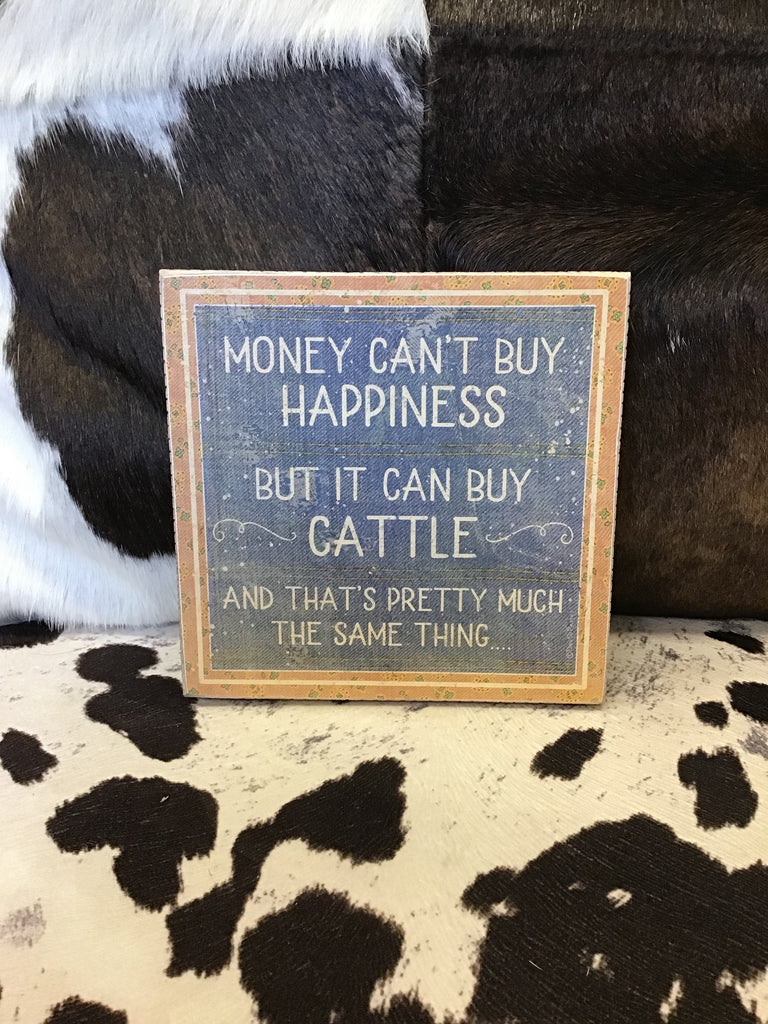 MONEY CAN'T BUY
HAPPINESS
BUT IT CAN BUY
CATTLE
AND THAT'S PRETTY MUCH
THE SAME THING....